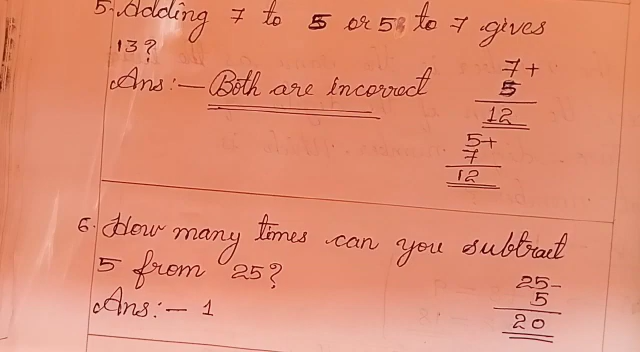 5. Adding 7 to 5 or 5 to 7 gives
13?
Ans:- Both are incorrect
7+
5
12
5+
7
12
6. How many times can you subtract
5 from 25?
Ans:- 1
25-
5
20